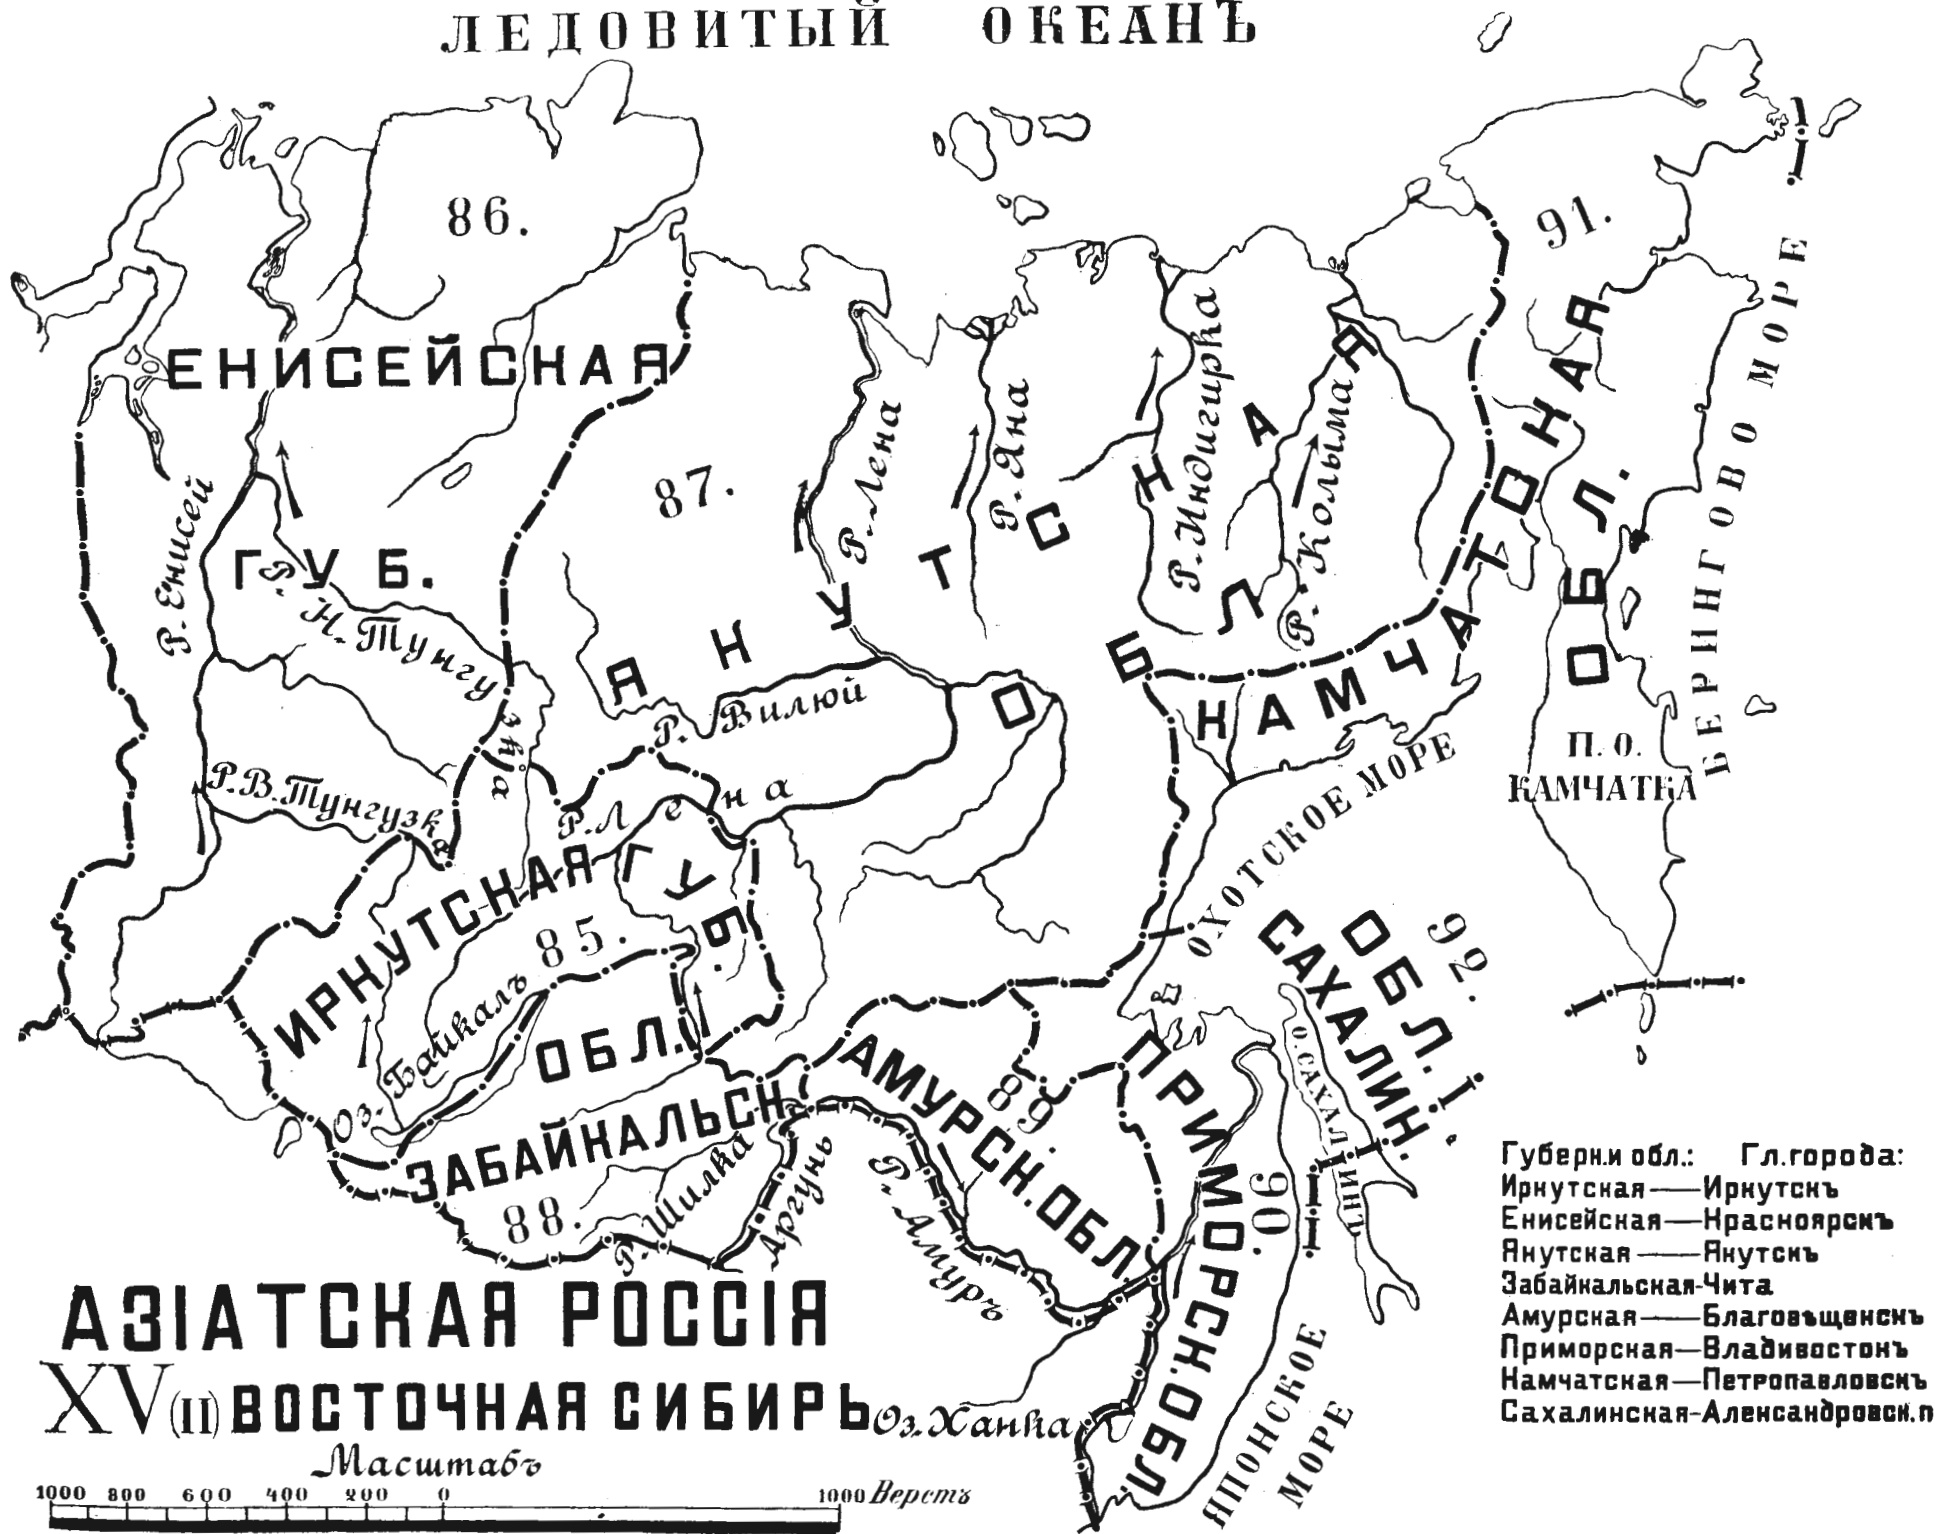 ЛЕДОВИТЫЙ ОКЕАНЪ
86.
91.
ЕНИСЕЙСКАЯ
ГУБ.
87.
ЯКУТСКАЯ
ОБЛ.
КАМЧАТСКАЯ
ОБЛ.
БЕРИНГОВО МОРЕ
Р. Енисей
Р. Н. Тунгузка
Р. В. Тунгузка
Р. Лена
Р. Яна
Р. Индигирка
Р. Колыма
Р. Вилюй
Р. Лена
П. О.
КАМЧАТКА
ОХОТСКОЕ МОРЕ
ИРКУТСКАЯ ГУБ.
85.
Оз. Байкалъ
ЗАБАЙКАЛЬСК.
ОБЛ.
88.
Р. Шилка
Аргунь
АМУРСК. ОБЛ.
89.
Р. Амуръ
ПРИМОРСК. ОБЛ.
90.
САХАЛИН.
ОБЛ.
92.
О. САХАЛИНЪ
Оз. Ханка
ЯПОНСКОЕ
МОРЕ
Губерн. и обл.: Гл. города:
Иркутская—Иркутскъ
Енисейская—Красноярскъ
Якутская—Якутскъ
Забайкальская-Чита
Амурская—Благовѣщенскъ
Приморская—Владивостокъ
Камчатская—Петропавловскъ
Сахалинская-Александровск. п
АЗІАТСКАЯ РОССІЯ
XV (II) ВОСТОЧНАЯ СИБИРЬ
Масштабъ
1000 800 600 400 200 0 1000 Верстъ